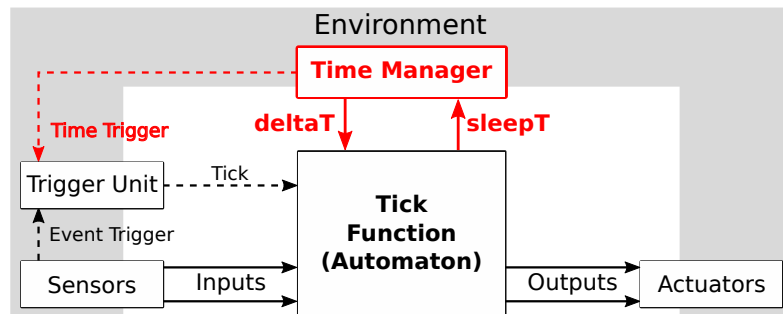 Environment
Time Manager
deltaT
sleepT
Time Trigger
Trigger Unit
Tick
Event Trigger
Tick
Function
(Automaton)
Sensors
Inputs
Outputs
Actuators